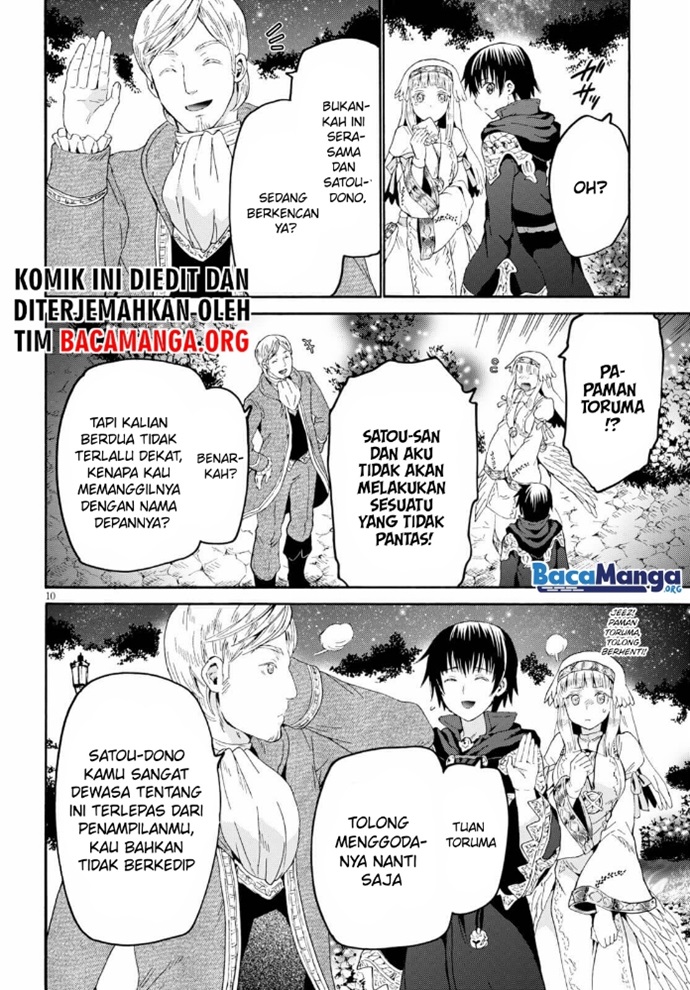 OH?
ザッ
ザッ
BUKAN-
KAH INI
SERA-
SAMA DAN
SATOU-
DONO,
SEDANG
BERKENCAN
YA?
KOMIK INI DIEDIT DAN
DITERJEMAHKAN OLEH
TIM BACAMANGA.ORG
PA-
PAMAN
TORUMA
!?
SATOU-SAN
DAN AKU
TIDAK AKAN
MELAKUKAN
SESUATU
YANG TIDAK
PANTAS!
BENAR-
KAH?
TAPI KALIAN
BERDUA TIDAK
TERLALU DEKAT,
KENAPA KAU
MEMANGGILNYA
DENGAN NAMA
DEPANNYA?
BACAMANGA
.ORG
10
JEEZ!
PAMAN
TORUMA,
TOLONG
BERHENTI!
TUAN
TORUMA
TOLONG
MENGGODA-
NYA NANTI
SAJA
SATOU-DONO
KAMU SANGAT
DEWASA TENTANG
INI TERLEPAS DARI
PENAMPILANMU,
KAU BAHKAN
TIDAK BERKEDIP